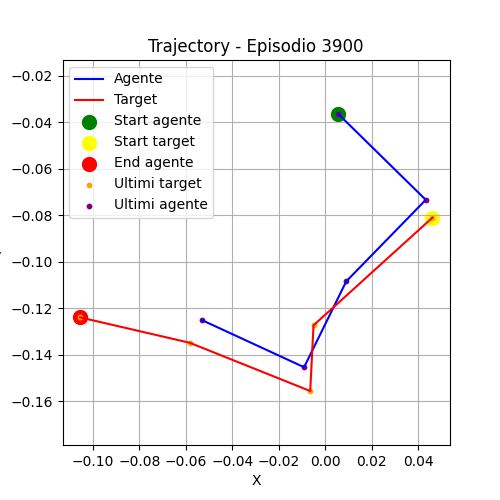 Trajectory - Episodio 3900
Agente
Target
Start agente
Start target
End agente
Ultimi target
Ultimi agente
−0.02
−0.04
−0.06
−0.08
−0.10
−0.12
−0.14
−0.16
−0.10 −0.08 −0.06 −0.04 −0.02 0.00 0.02 0.04
X